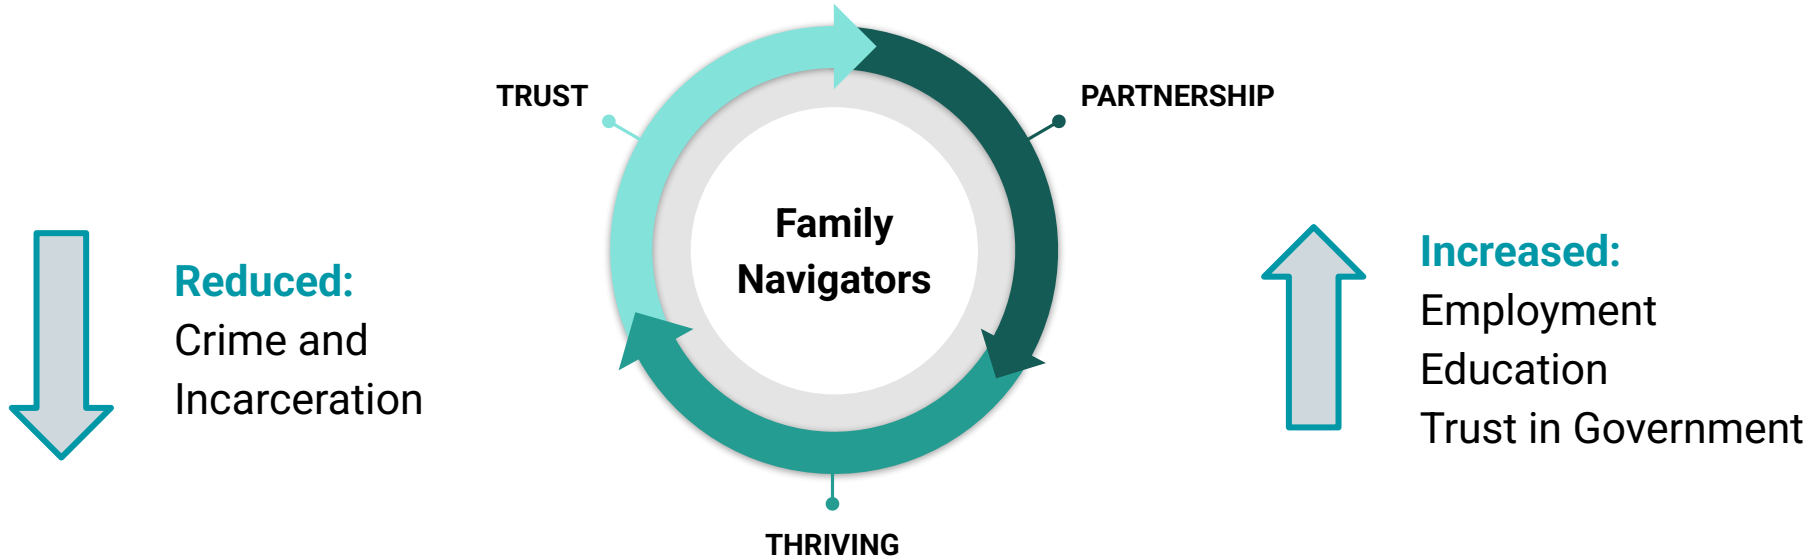 TRUST
PARTNERSHIP
Family
Navigators
Reduced:
Crime and
Incarceration
Increased:
Employment
Education
Trust in Government
THRIVING